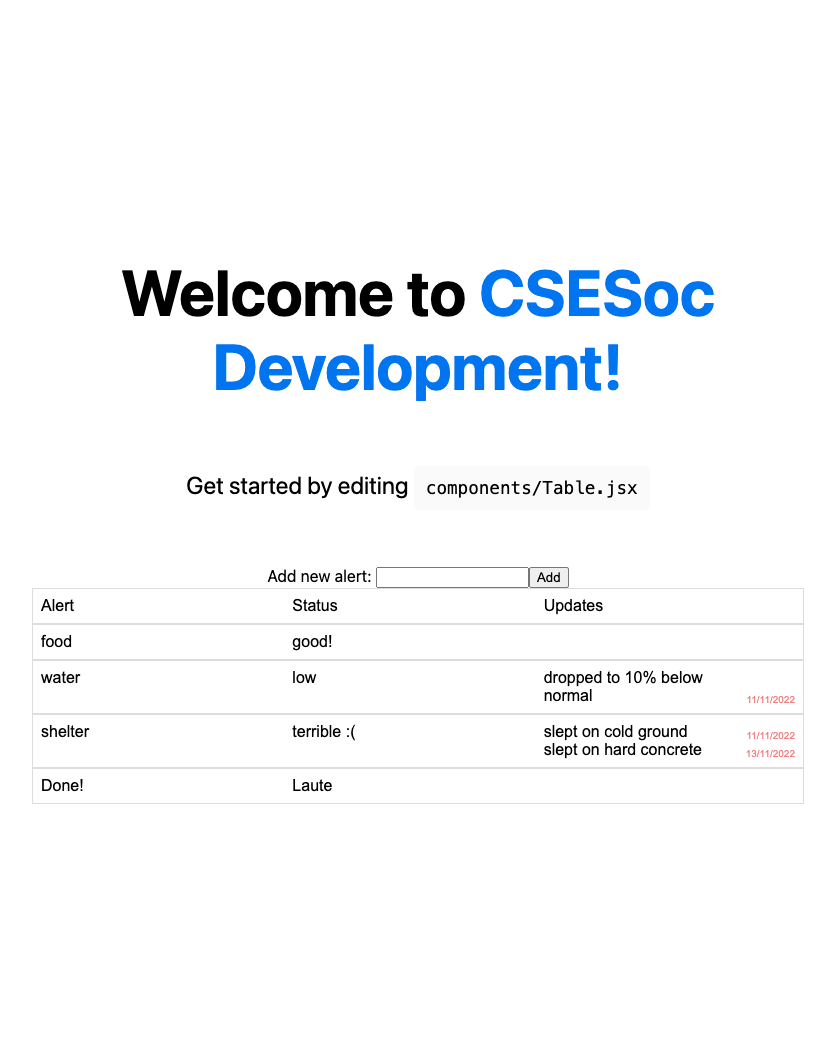 Welcome to CSESoc
Development!
Get started by editing components/Table.jsx
Add new alert: Add
Alert Status Updates
food good!
water low dropped to 10% below
normal 11/11/2022
shelter terrible :( slept on cold ground 11/11/2022
slept on hard concrete 13/11/2022
Done! Laute